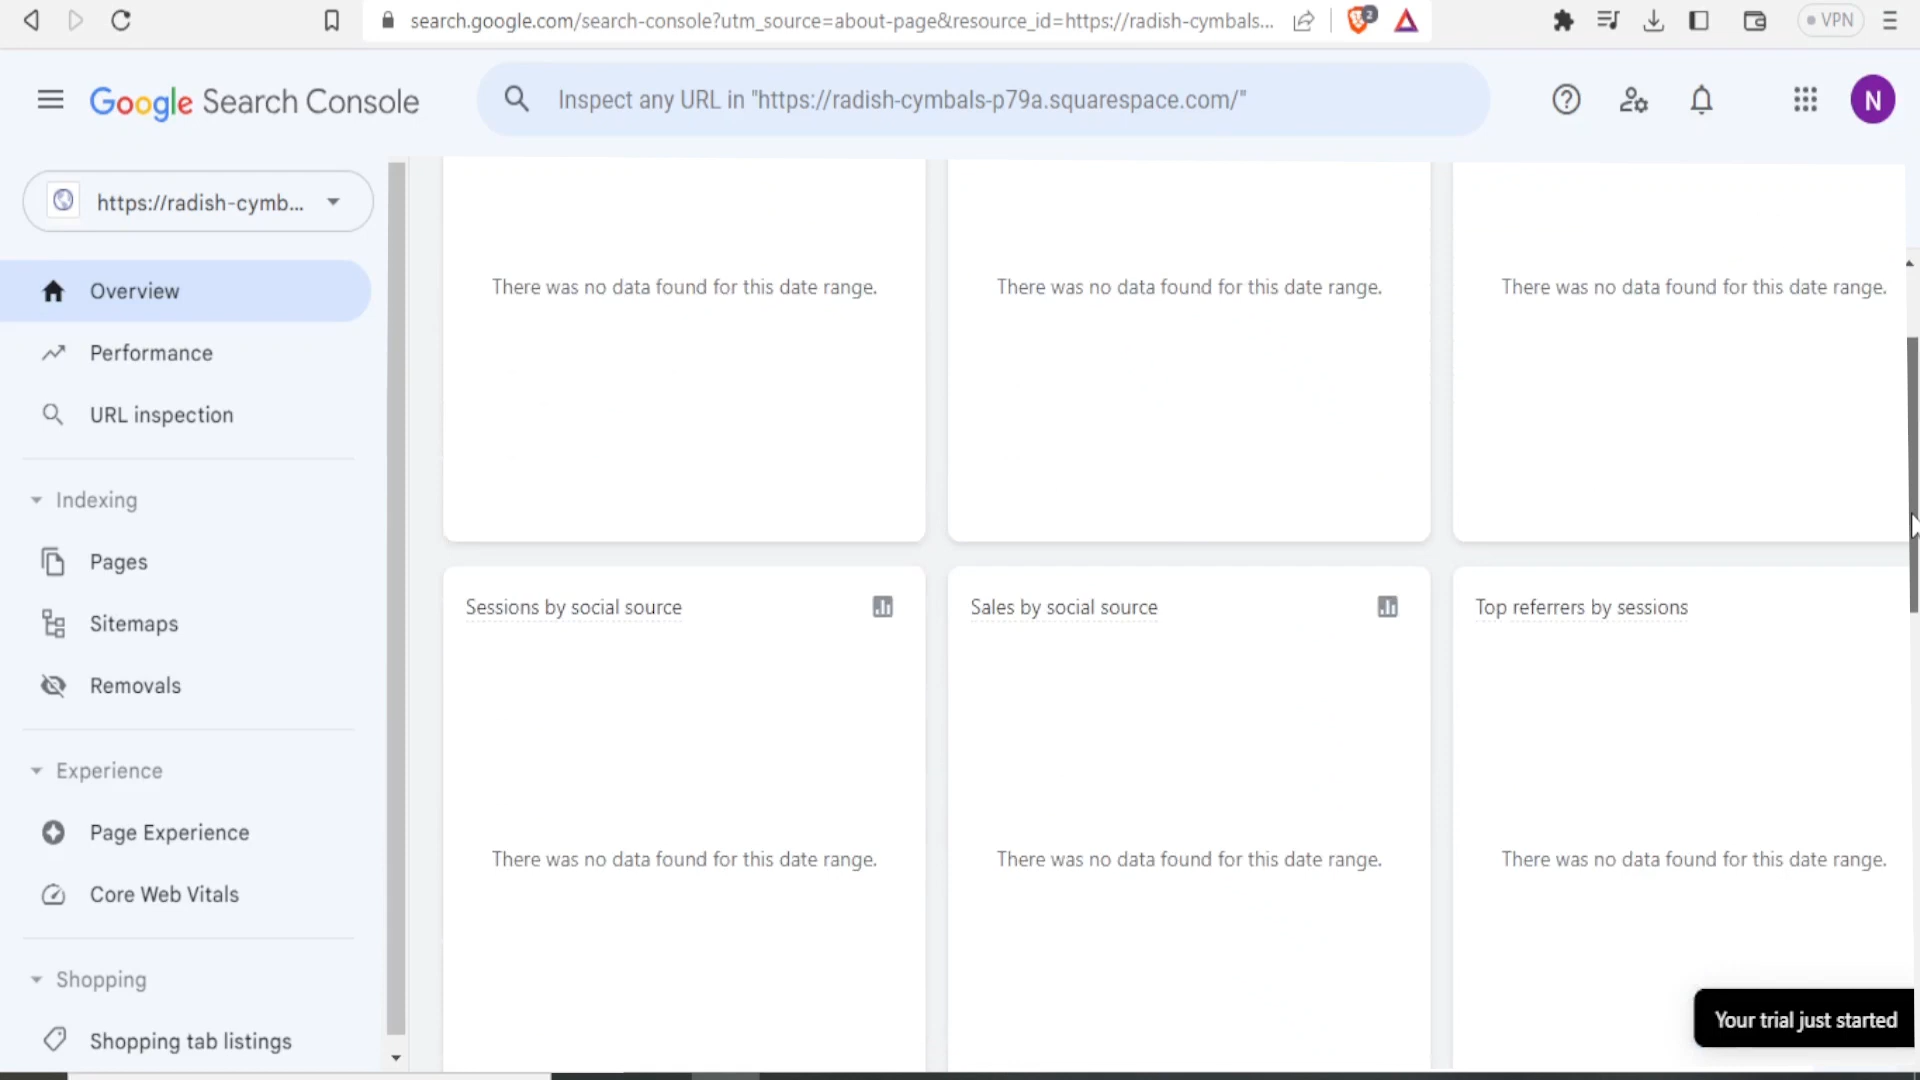 search.google.com/search-console?utm_source=about-page&resource_id=https://radish-cymbals...
2
VPN
Google Search Console
Inspect any URL in "https://radish-cymbals-p79a.squarespace.com/"
N
https://radish-cymb...
Overview
Performance
URL inspection
Indexing
Pages
Sitemaps
Removals
Experience
Page Experience
Core Web Vitals
Shopping
Shopping tab listings
There was no data found for this date range.
There was no data found for this date range.
There was no data found for this date range.
Sessions by social source
Sales by social source
Top referrers by sessions
There was no data found for this date range.
There was no data found for this date range.
There was no data found for this date range.
Your trial just started